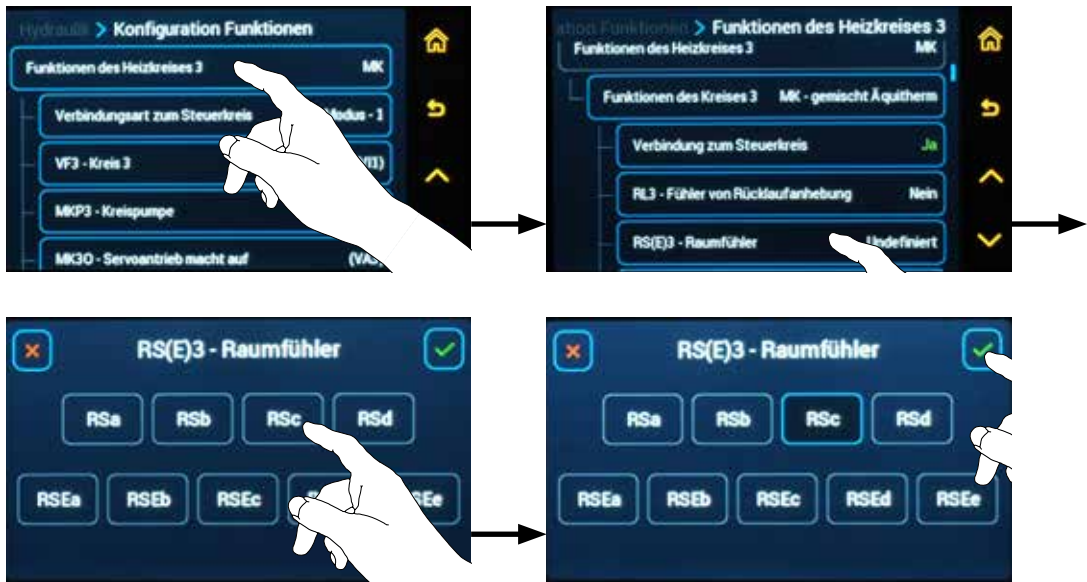 Hydraulik > Konfiguration Funktionen
Funktionen des Heizkreises 3 MK
Verbindungsart zum Steuerkreis Modus - 1
VF3 - Kreis 3
MKP3 - Kreispumpe
MK3O - Servoantrieb macht auf
Funktionen > Funktionen des Heizkreises 3
Funktionen des Heizkreises 3 MK
Funktionen des Kreises 3 MK - gemischt Äquitherm
Verbindung zum Steuerkreis Ja
RL3 - Fühler von Rücklaufanhebung Nein
RS(E)3 - Raumfühler Undefiniert
RS(E)3 - Raumfühler
RSa RSb RSc RSd
RSEa RSEb RSEc
RS(E)3 - Raumfühler
RSa RSb RSc RSd
RSEa RSEb RSEc RSEd RSEe